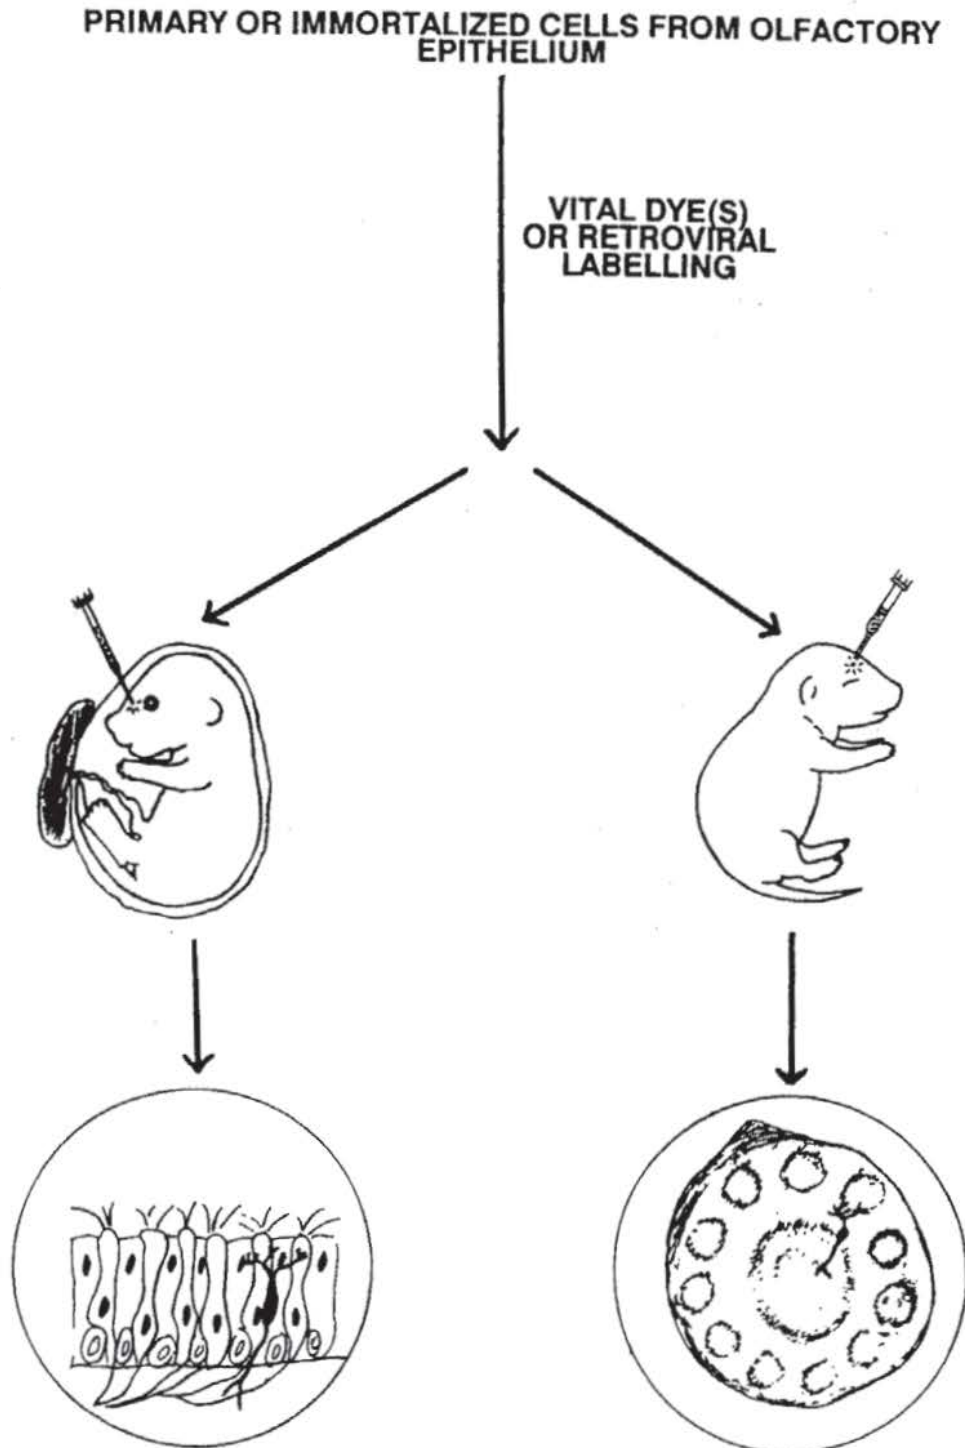 PRIMARY OR IMMORTALIZED CELLS FROM OLFACTORY
EPITHELIUM
VITAL DYE(S)
OR RETROVIRAL
LABELLING